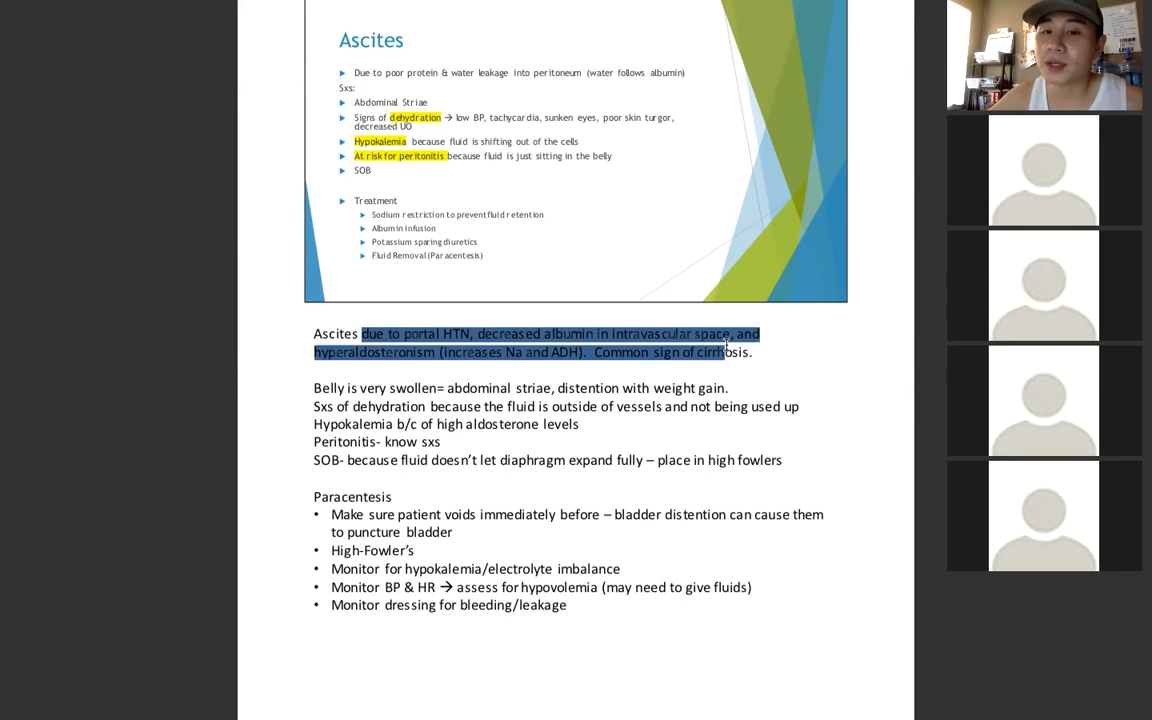 Ascites
Due to poor protein & water leakage into peritoneum (water follows albumin)
Sxs:
Abdominal Striae
Signs of dehydration → low BP, tachycardia, sunken eyes, poor skin turgor,
decreased UO
Hypokalemia because fluid is shifting out of the cells
At risk for peritonitis because fluid is just sitting in the belly
SOB
Treatment
Sodium restriction to prevent fluid retention
Albumin infusion
Potassium sparing diuretics
Fluid Removal (Paracentesis)
Ascites due to portal HTN, decreased albumin in intravascular space, and
hyperaldosteronism (increases Na and ADH). Common sign of cirrhosis.
Belly is very swollen= abdominal striae, distention with weight gain.
Sxs of dehydration because the fluid is outside of vessels and not being used up
Hypokalemia b/c of high aldosterone levels
Peritonitis- know sxs
SOB- because fluid doesn't let diaphragm expand fully – place in high fowlers
Paracentesis
• Make sure patient voids immediately before – bladder distention can cause them
to puncture bladder
• High-Fowler's
• Monitor for hypokalemia/electrolyte imbalance
• Monitor BP & HR → assess for hypovolemia (may need to give fluids)
• Monitor dressing for bleeding/leakage